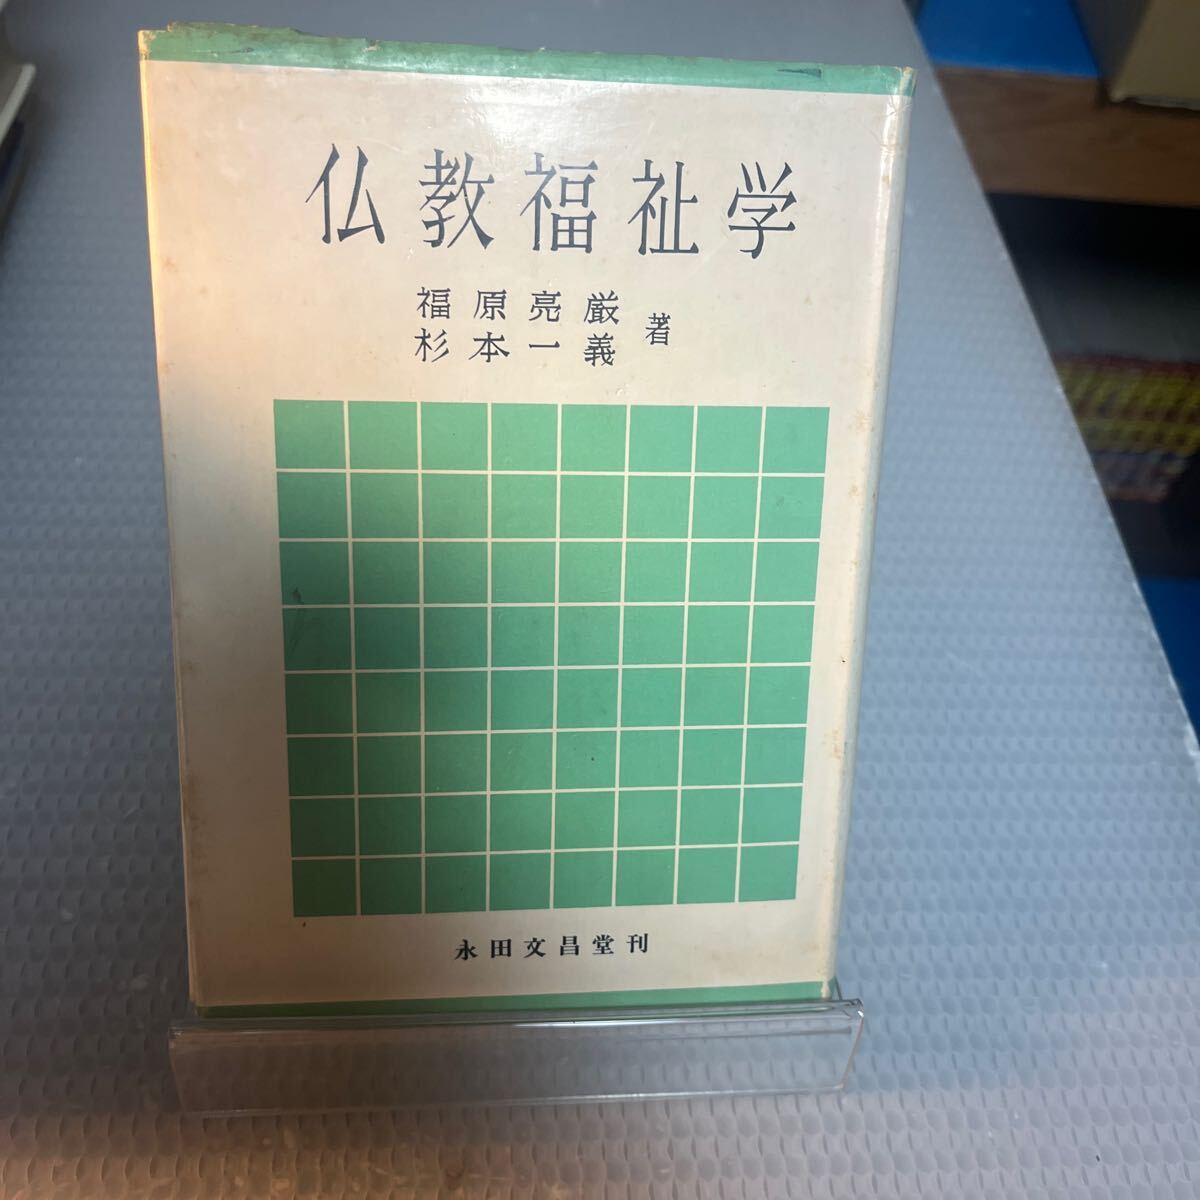 仏教福祉学
福原亮厳
杉本一義
著
永田文昌堂刊